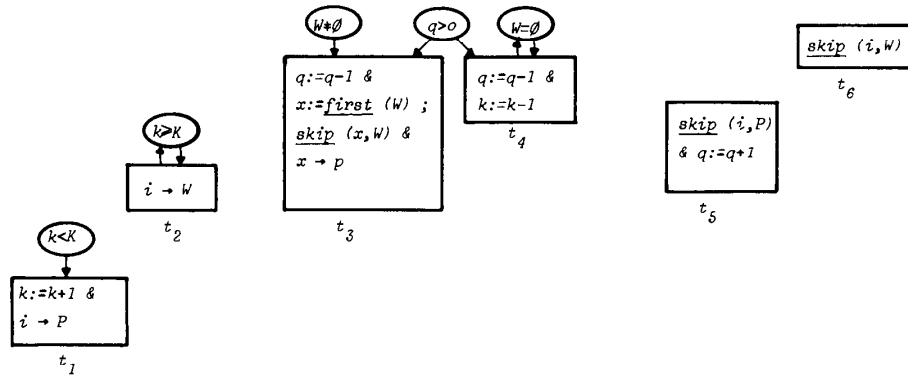 W≠∅
q>o
W=∅
q:=q-1 &
x:=first (W) ;
skip (x,W) &
x → p
t3
q:=q-1 &
k:=k-1
t4
skip (i,W)
t6
skip (i,P)
& q:=q+1
t5
k≥K
i → W
t2
k<K
k:=k+1 &
i → P
t1